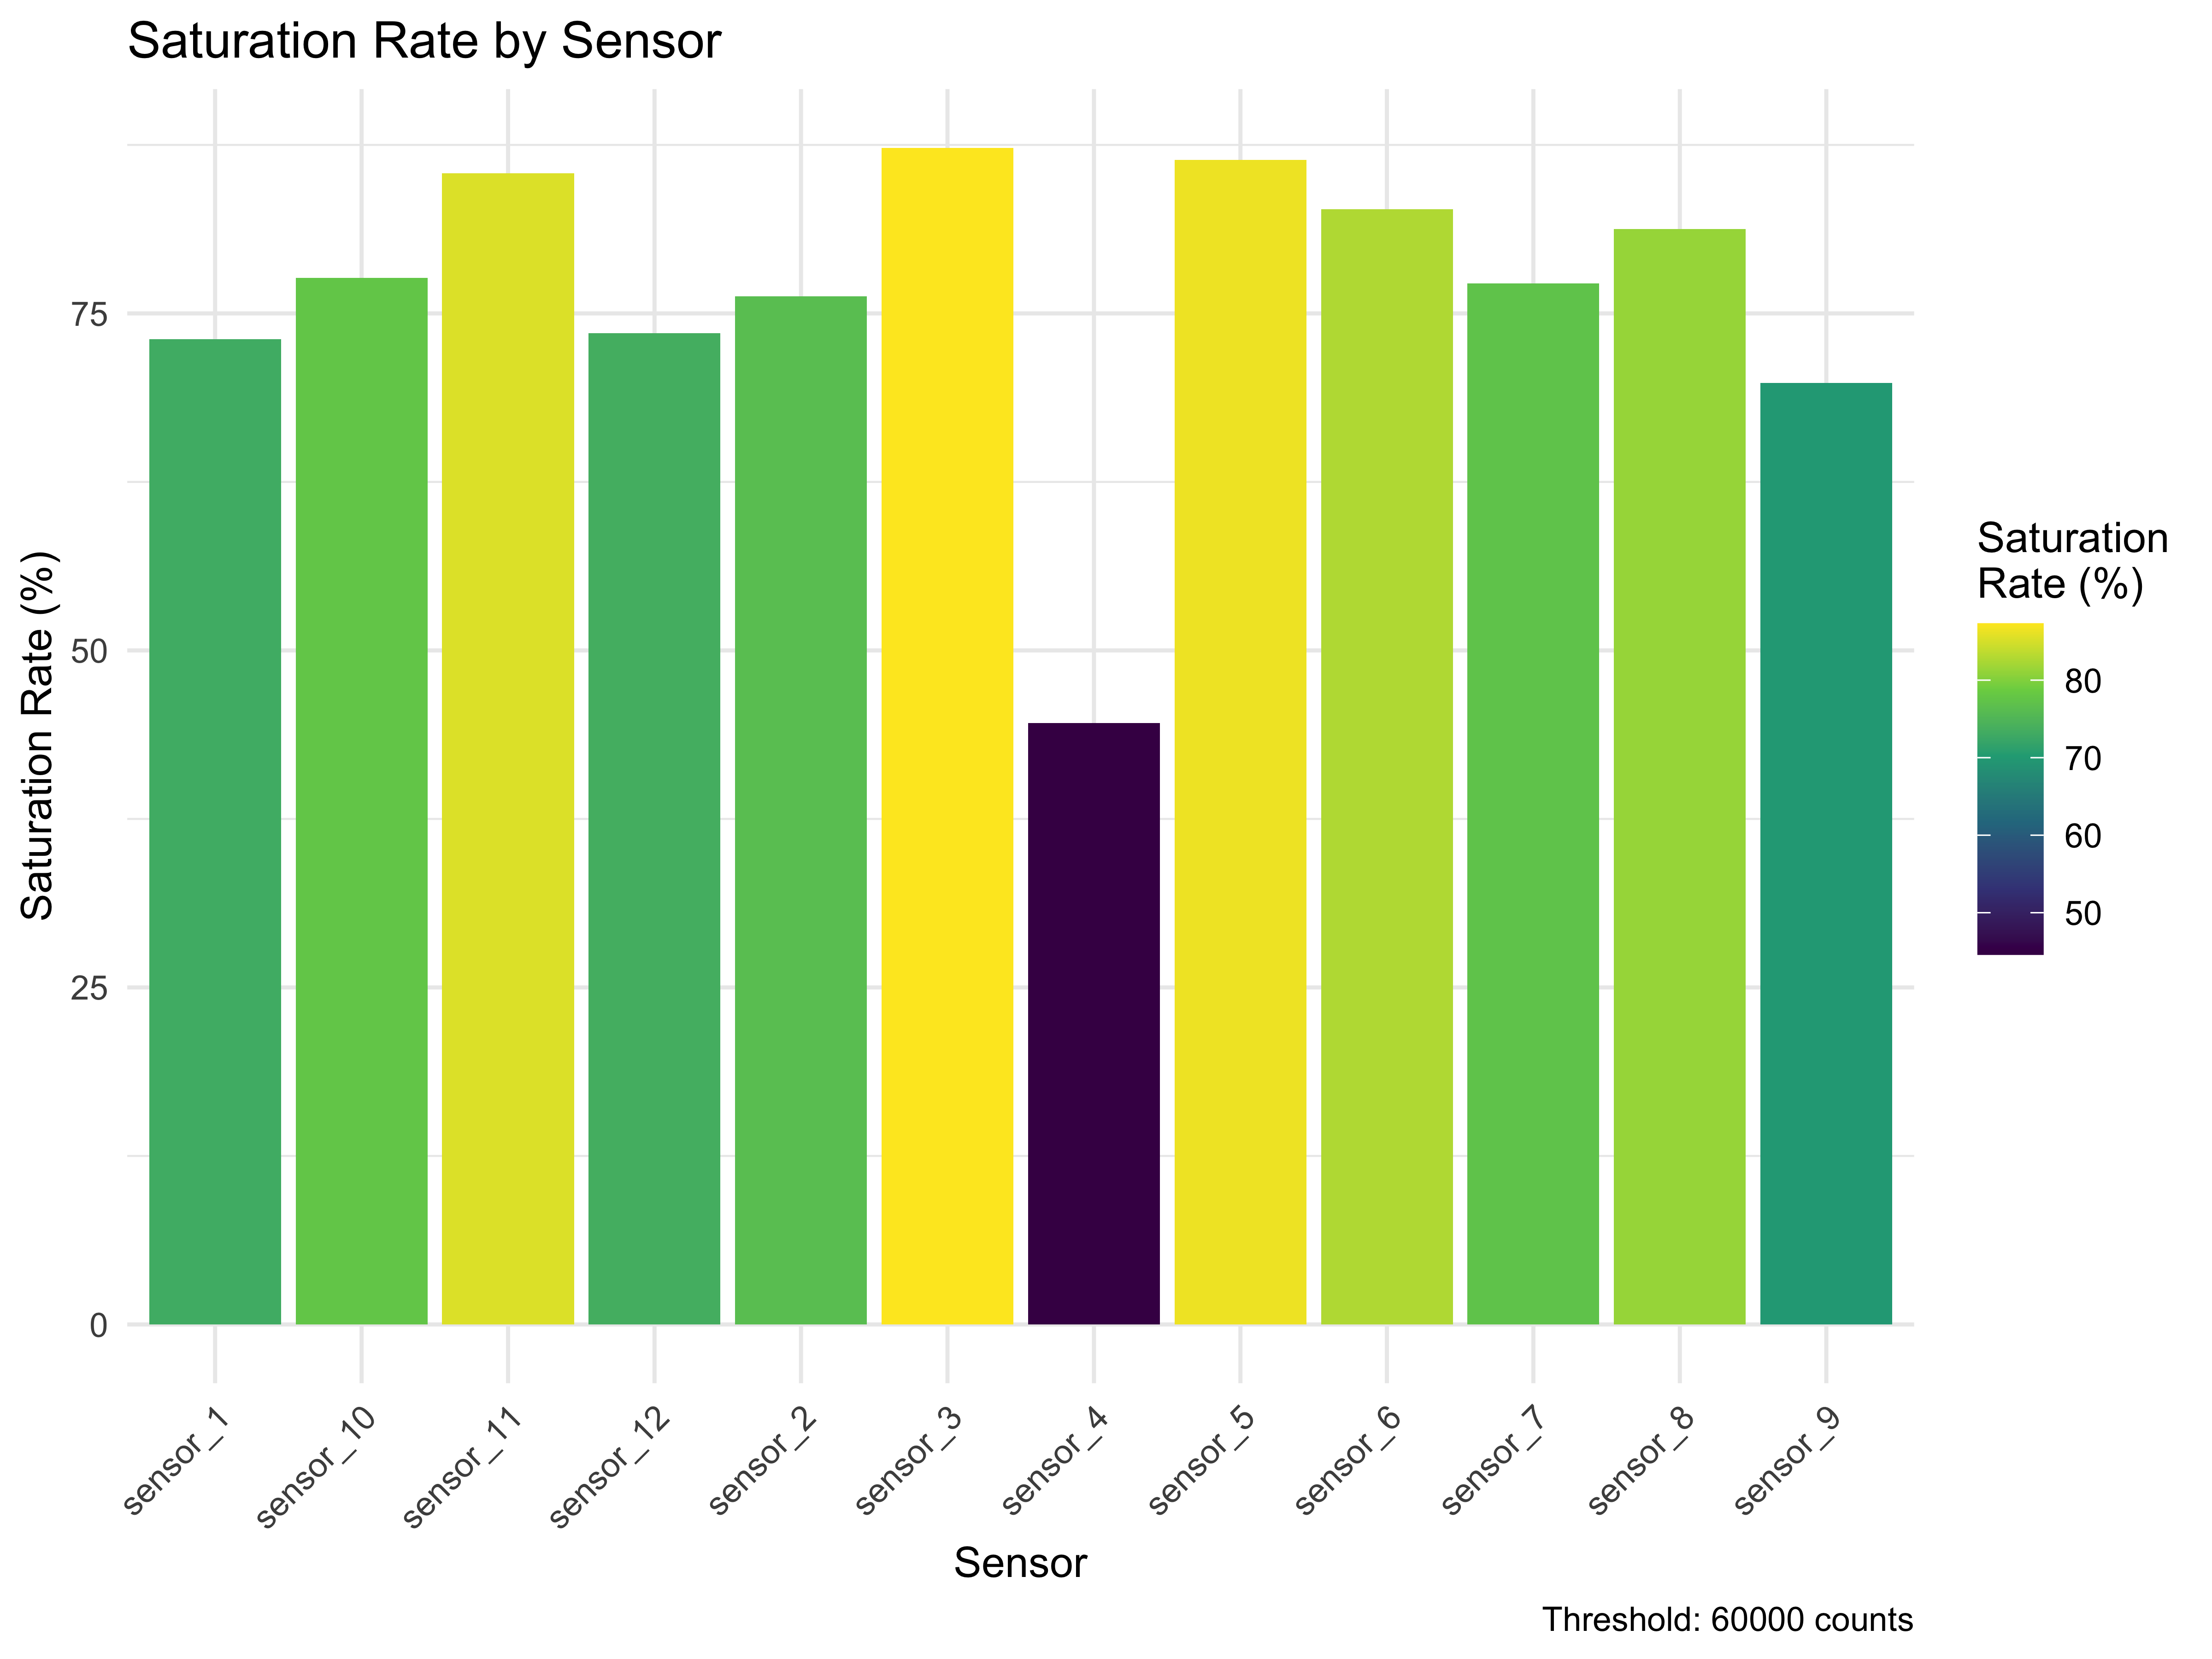 Saturation Rate by Sensor
Saturation Rate (%)
75
50
25
0
sensor_1
sensor_10
sensor_11
sensor_12
sensor_2
sensor_3
sensor_4
sensor_5
sensor_6
sensor_7
sensor_8
sensor_9
Sensor
Saturation
Rate (%)
80
70
60
50
Threshold: 60000 counts